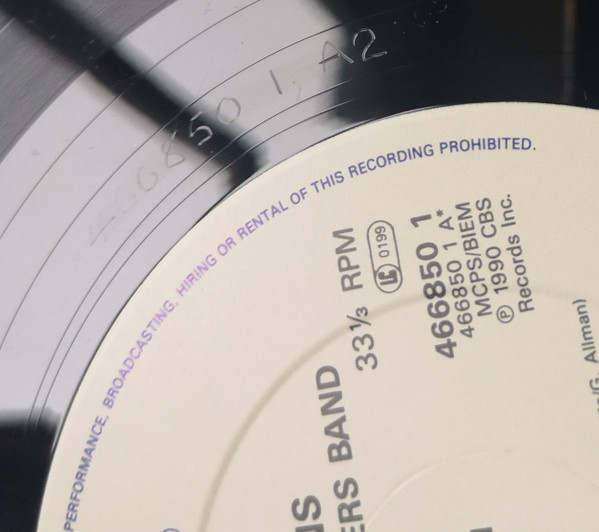 466850 1, A2
PERFORMANCE, BROADCASTING, HIRING OR RENTAL OF THIS RECORDING PROHIBITED.
466850 1
466850 1 A*
MCPS/BIEM
℗ 1990 CBS
Records Inc.
33⅓ RPM
LC 0199
NS
ERS BAND
G. Allman)